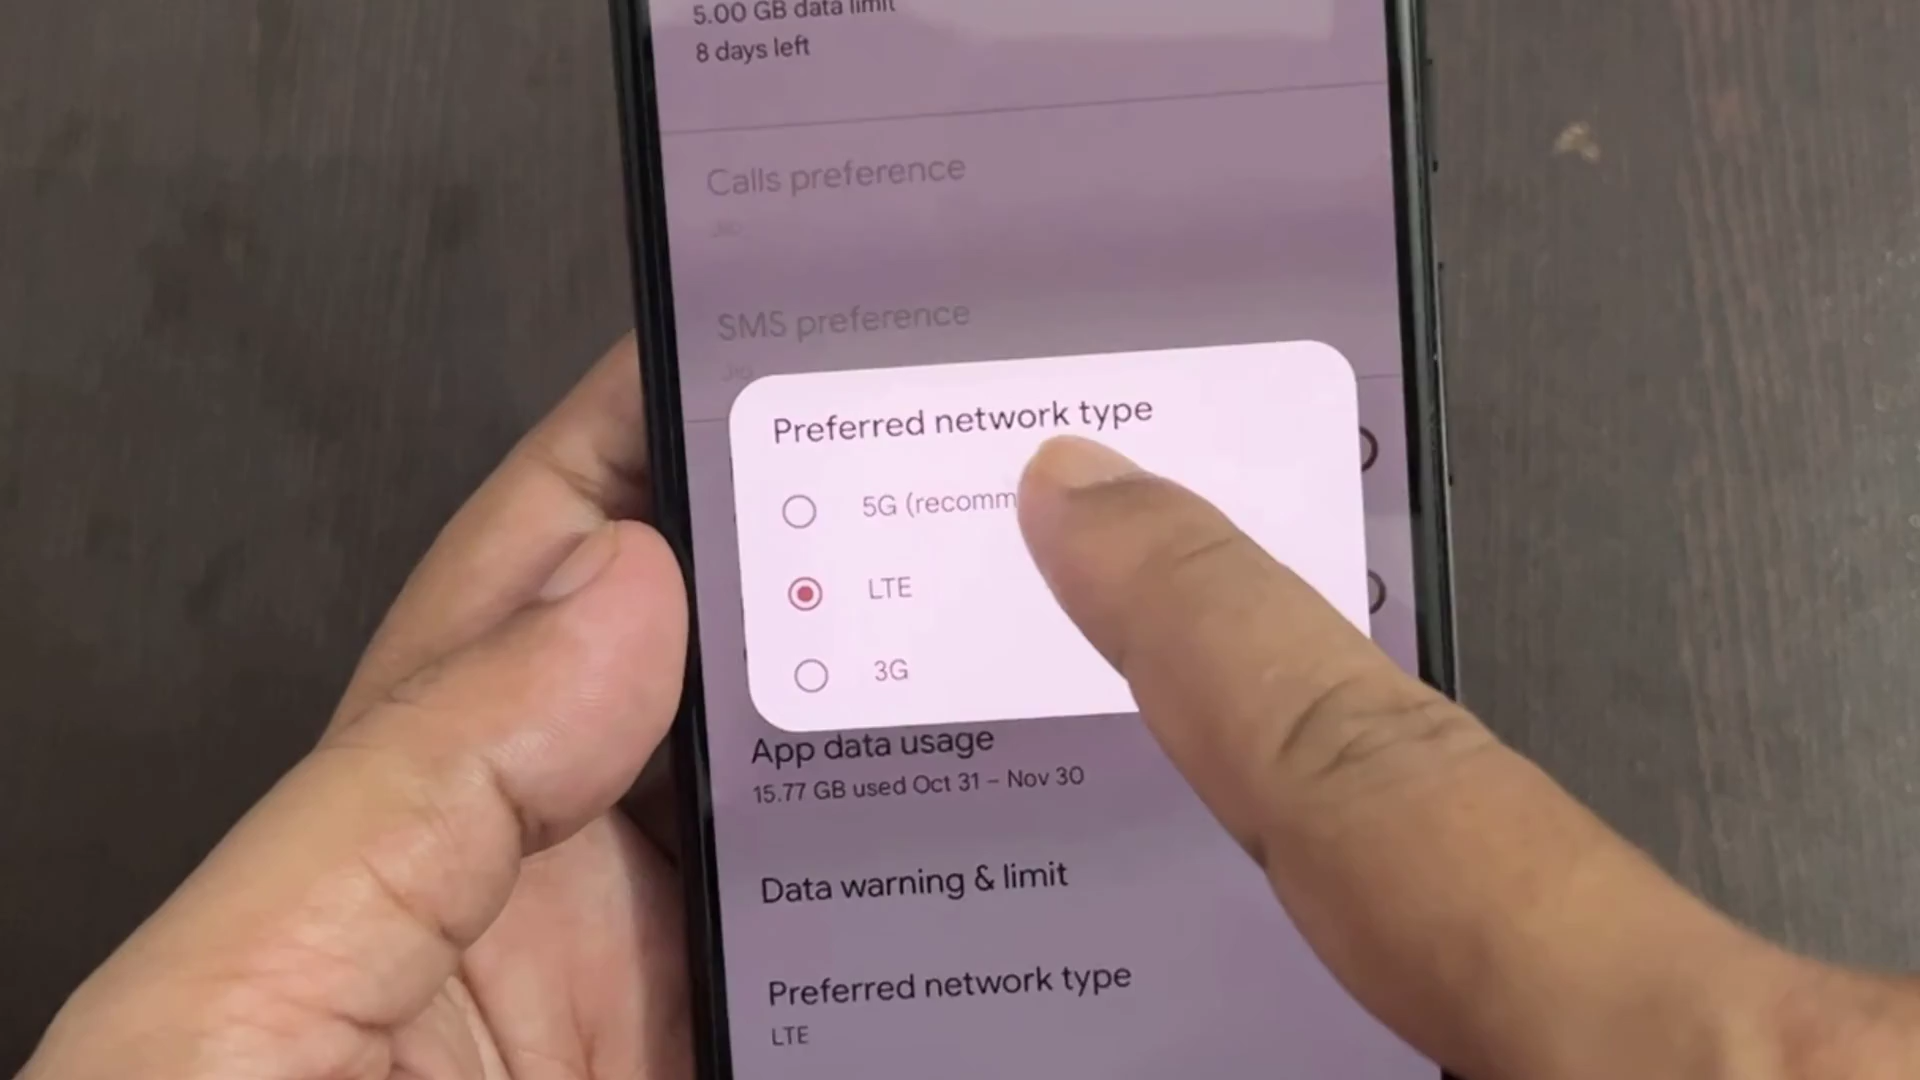 5.00 GB data limit
8 days left
Calls preference
SMS preference
Preferred network type
5G (recomm
LTE
3G
App data usage
15.77 GB used Oct 31 – Nov 30
Data warning & limit
Preferred network type
LTE